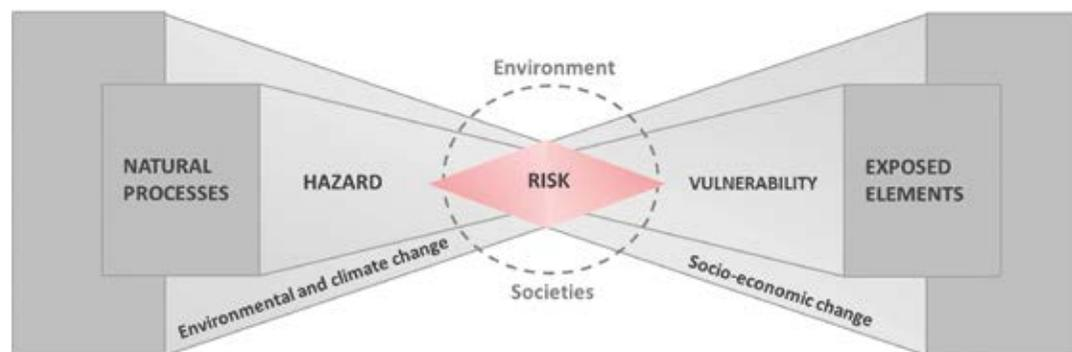 Environment
NATURAL
PROCESSES
HAZARD
RISK
VULNERABILITY
EXPOSED
ELEMENTS
Environmental and climate change
Societies
Socio-economic change